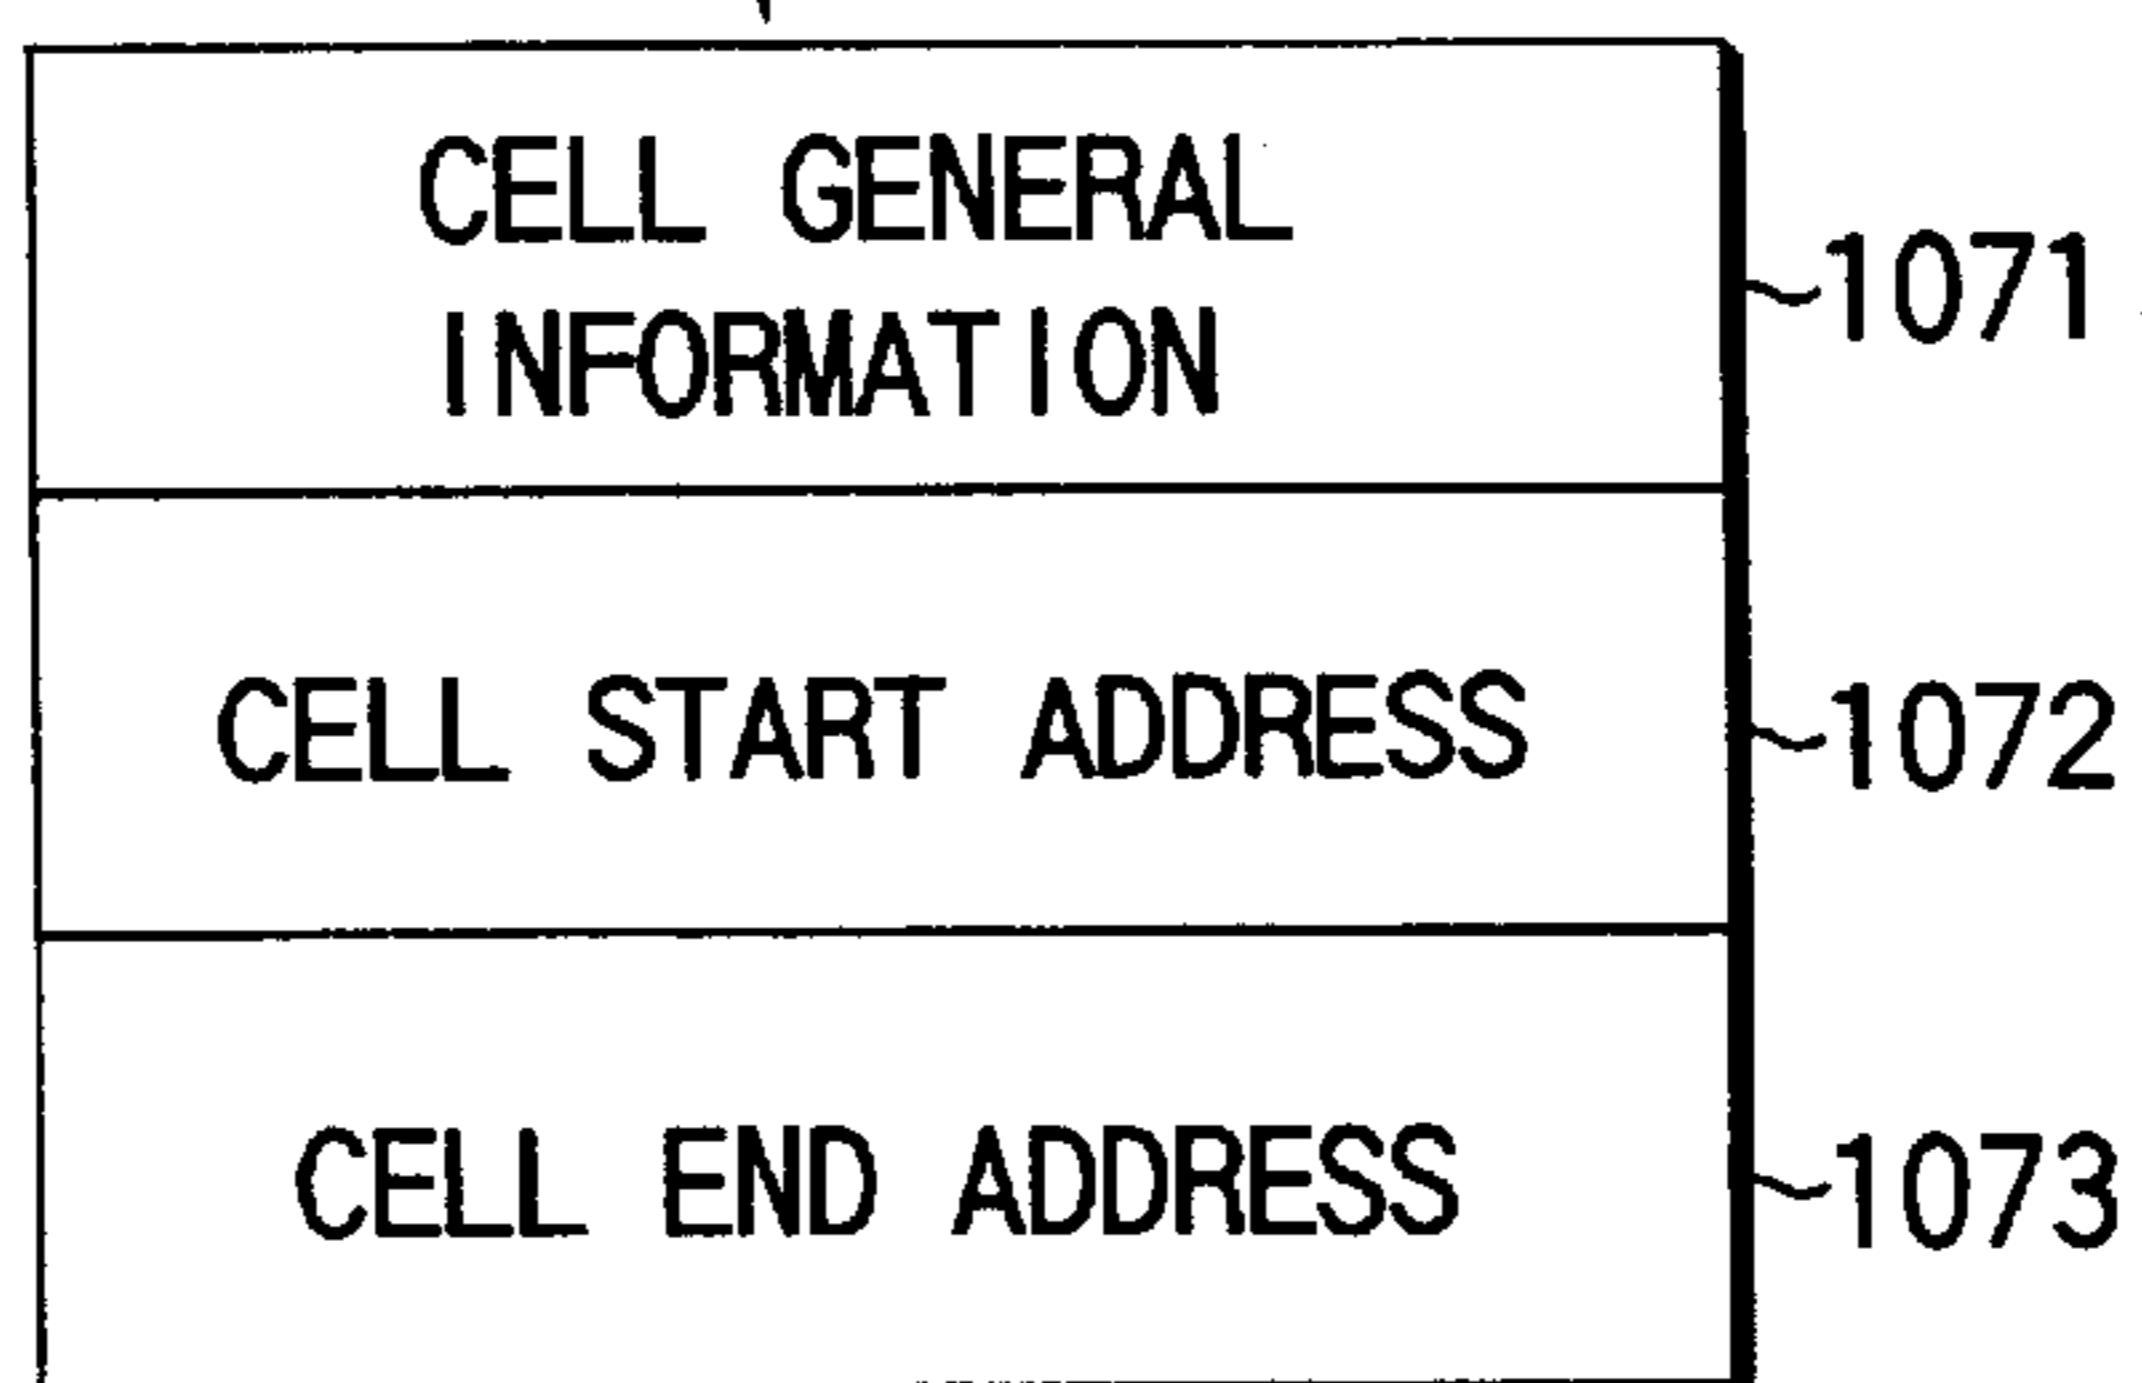 CELL GENERAL
INFORMATION
1071
CELL START ADDRESS
1072
CELL END ADDRESS
1073